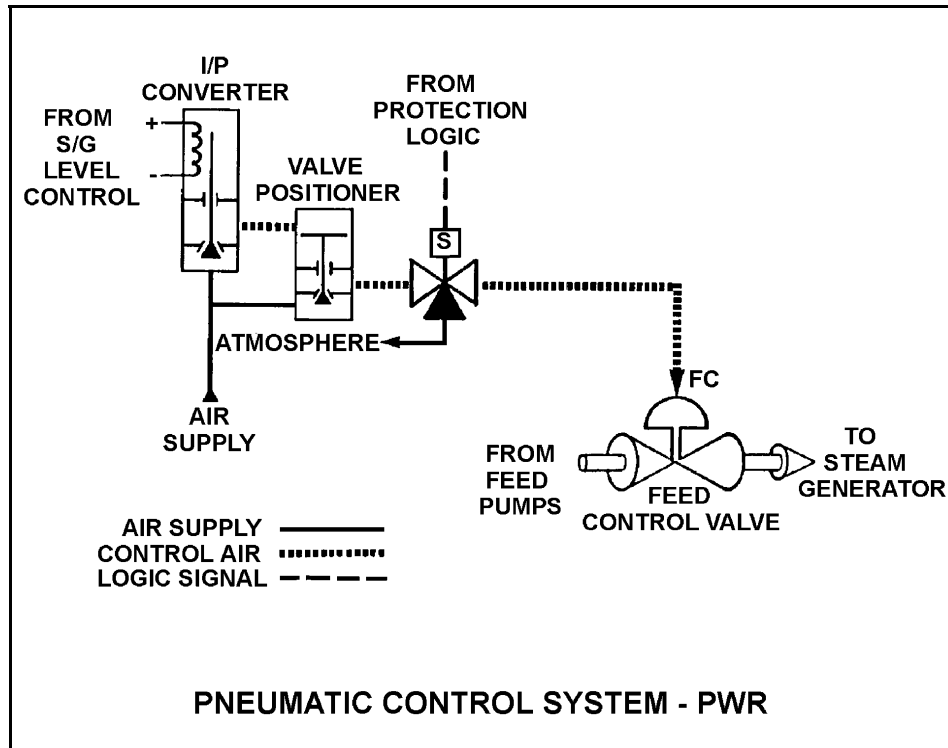 I/P
CONVERTER
FROM
S/G
LEVEL
CONTROL
+
-
VALVE
POSITIONER
FROM
PROTECTION
LOGIC
S
ATMOSPHERE
AIR
SUPPLY
FC
FROM
FEED
PUMPS
FEED
CONTROL VALVE
TO
STEAM
GENERATOR
AIR SUPPLY
CONTROL AIR
LOGIC SIGNAL
PNEUMATIC CONTROL SYSTEM - PWR